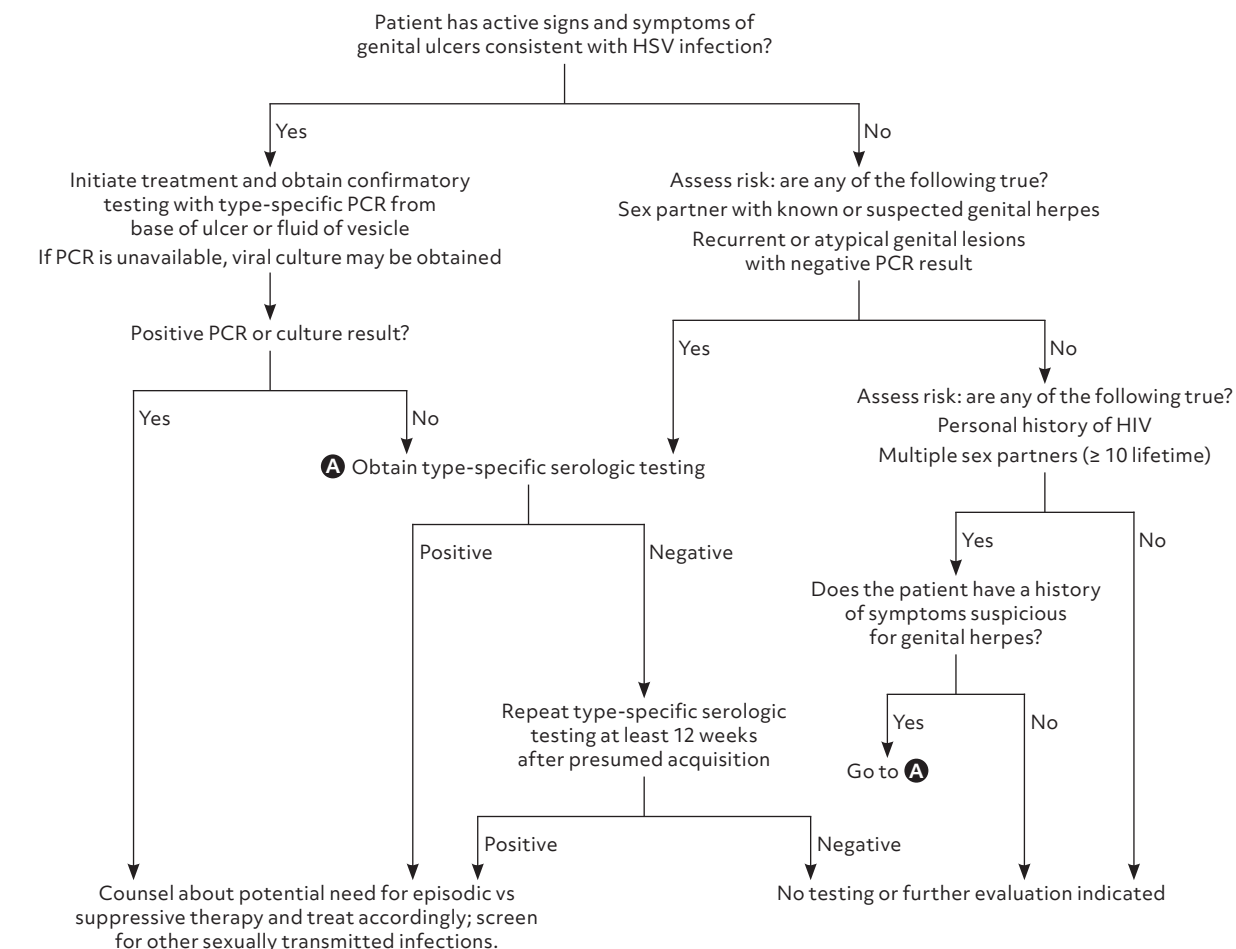 Patient has active signs and symptoms of
genital ulcers consistent with HSV infection?
Yes
No
Initiate treatment and obtain confirmatory
testing with type-specific PCR from
base of ulcer or fluid of vesicle
If PCR is unavailable, viral culture may be obtained
Assess risk: are any of the following true?
Sex partner with known or suspected genital herpes
Recurrent or atypical genital lesions
with negative PCR result
Positive PCR or culture result?
Yes
No
Yes
No
Assess risk: are any of the following true?
Personal history of HIV
Multiple sex partners (≥ 10 lifetime)
A Obtain type-specific serologic testing
Positive
Negative
Yes
No
Does the patient have a history
of symptoms suspicious
for genital herpes?
Repeat type-specific serologic
testing at least 12 weeks
after presumed acquisition
Yes
No
Go to A
Positive
Negative
Counsel about potential need for episodic vs
suppressive therapy and treat accordingly; screen
for other sexually transmitted infections.
No testing or further evaluation indicated